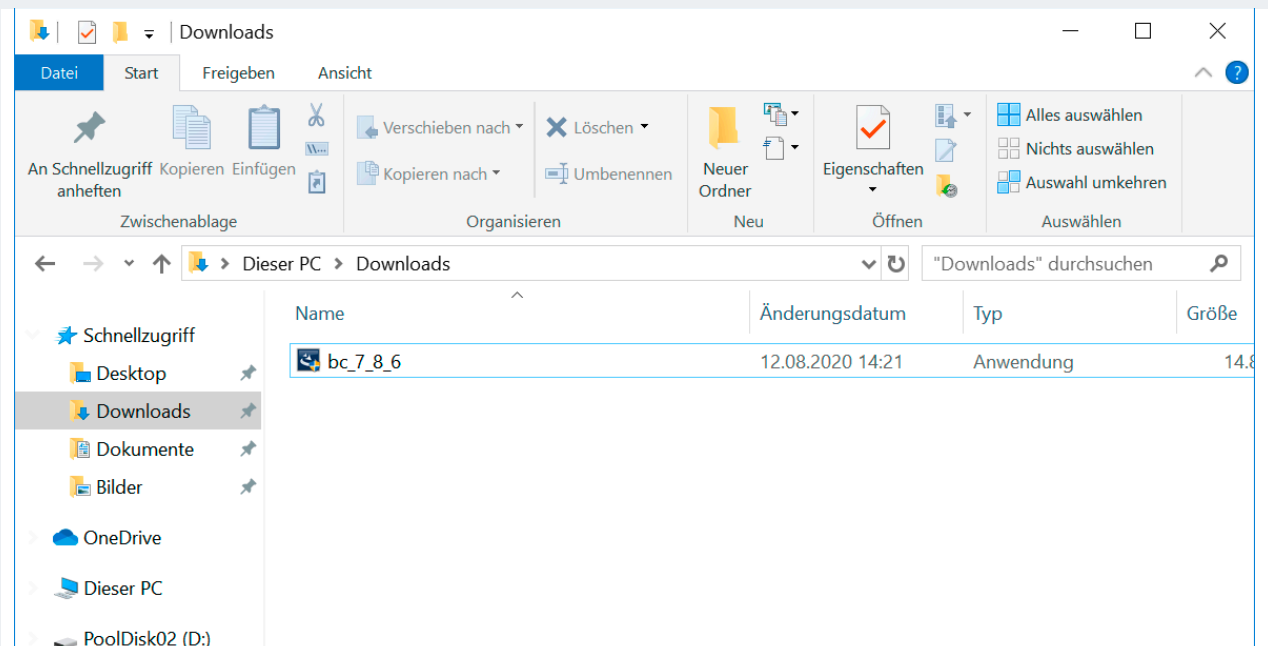 Downloads
Datei Start Freigeben Ansicht
An Schnellzugriff anheften
Kopieren
Einfügen
Zwischenablage
Verschieben nach
Kopieren nach
Löschen
Umbenennen
Organisieren
Neuer
Ordner
Neu
Eigenschaften
Öffnen
Alles auswählen
Nichts auswählen
Auswahl umkehren
Auswählen
Dieser PC > Downloads
"Downloads" durchsuchen
Name Änderungsdatum Typ Größe
bc_7_8_6 12.08.2020 14:21 Anwendung 14.8
Schnellzugriff
Desktop
Downloads
Dokumente
Bilder
OneDrive
Dieser PC
PoolDisk02 (D:)